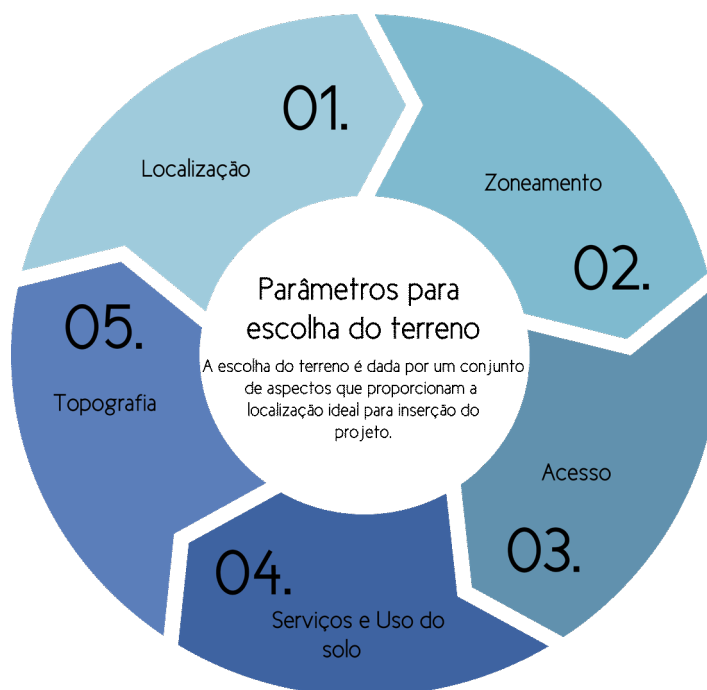 01.
Localização
Zoneamento
02.
Acesso
03.
04.
Serviços e Uso do
solo
05.
Topografia
Parâmetros para
escolha do terreno
A escolha do terreno é dada por um conjunto
de aspectos que proporcionam a
localização ideal para inserção do
projeto.